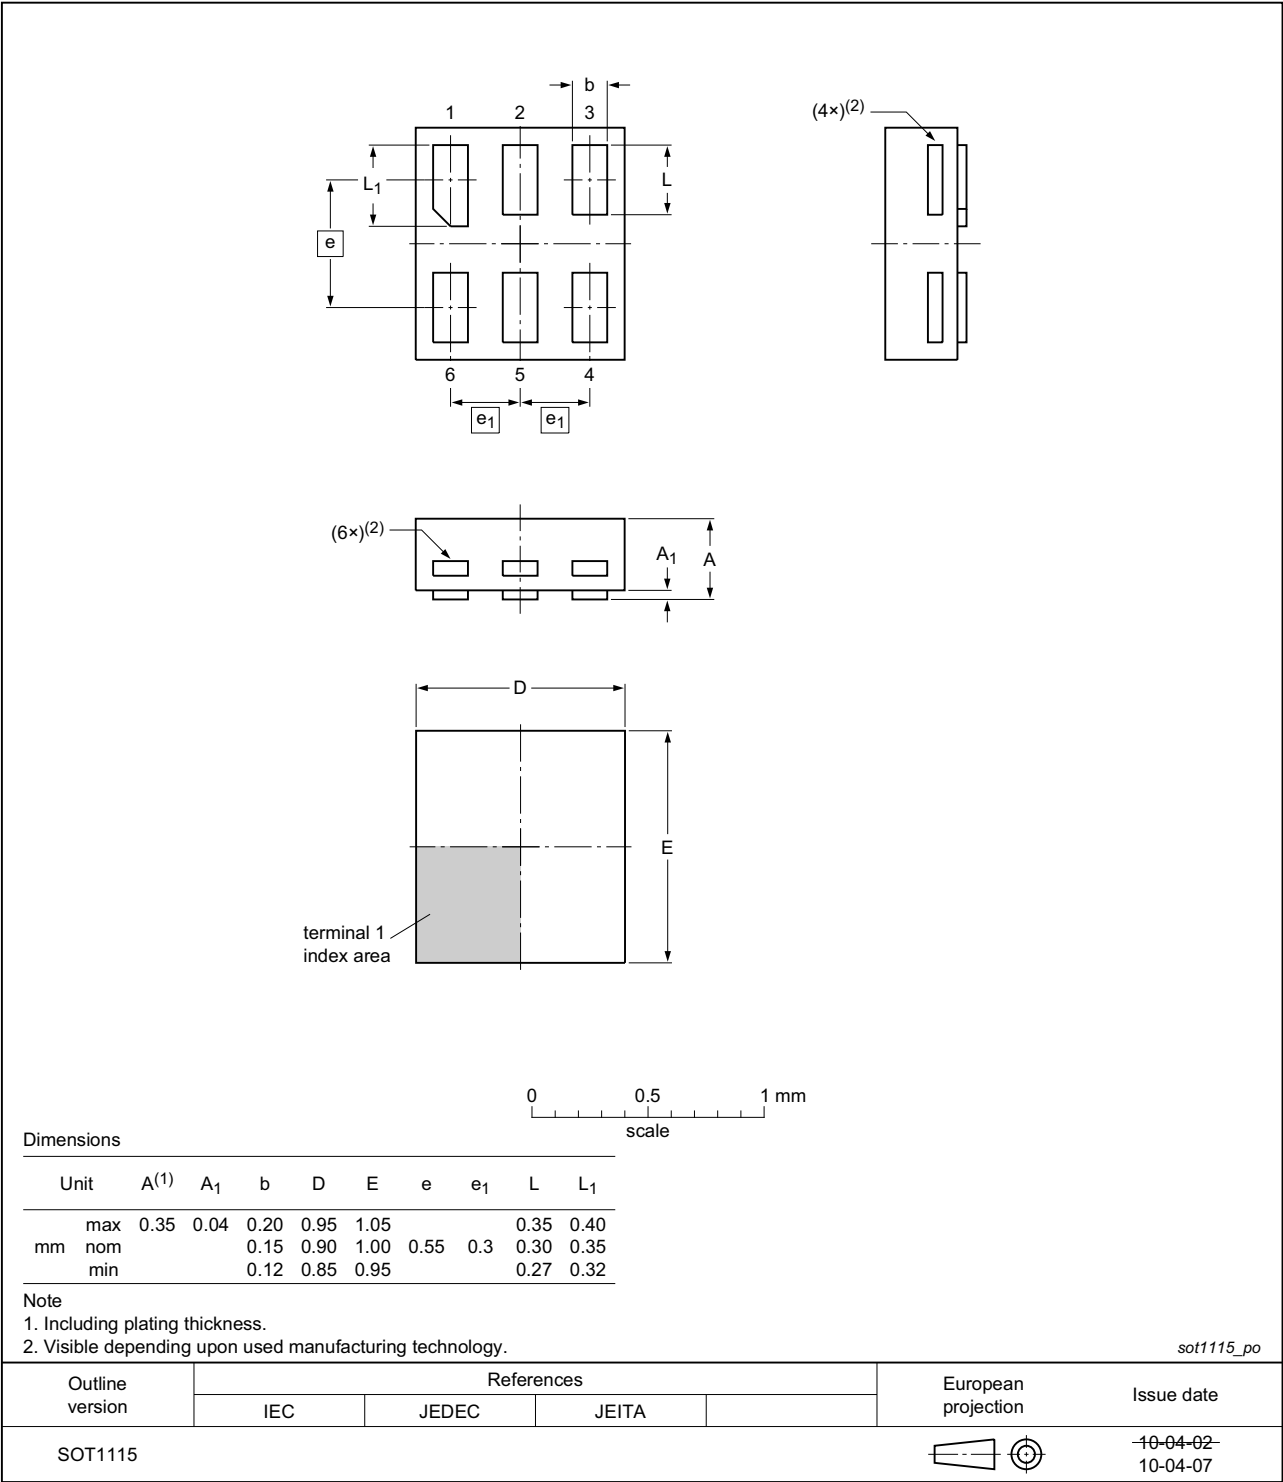 b
1 2 3
(4×)(2)
L1
L
e
6 5 4
e1 e1
(6×)(2)
A1
A
D
E
terminal 1
index area
0 0.5 1 mm
scale
Dimensions
Unit A(1) A1 b D E e e1 L L1
max 0.35 0.04 0.20 0.95 1.05 0.35 0.40
mm nom 0.15 0.90 1.00 0.55 0.3 0.30 0.35
min 0.12 0.85 0.95 0.27 0.32
Note
1. Including plating thickness.
2. Visible depending upon used manufacturing technology.
sot1115_po
Outline version References European projection Issue date
IEC JEDEC JEITA
SOT1115
10-04-02
10-04-07